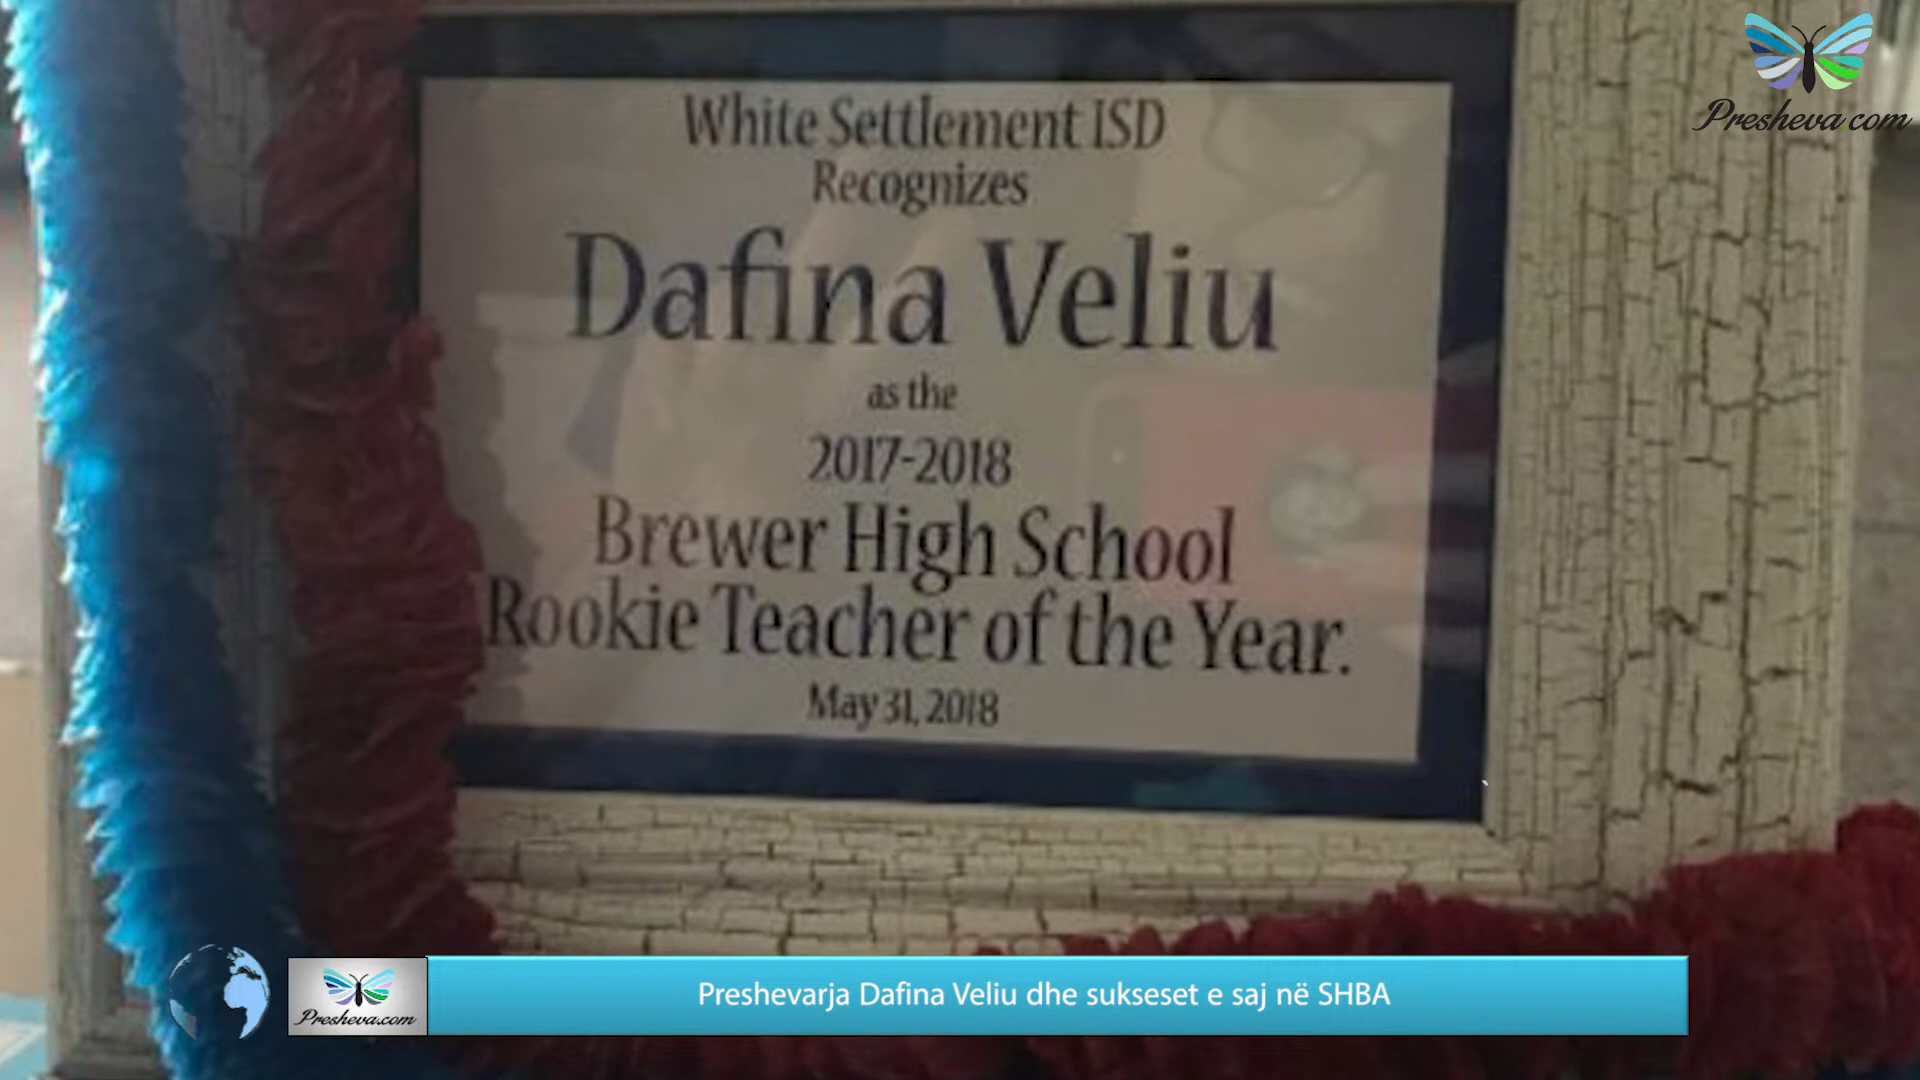 Presheva.com
White Settlement ISD
Recognizes
Dafina Veliu
as the
2017-2018
Brewer High School
Rookie Teacher of the Year.
May 31, 2018
Presheva.com
Preshevarja Dafina Veliu dhe sukseset e saj në SHBA